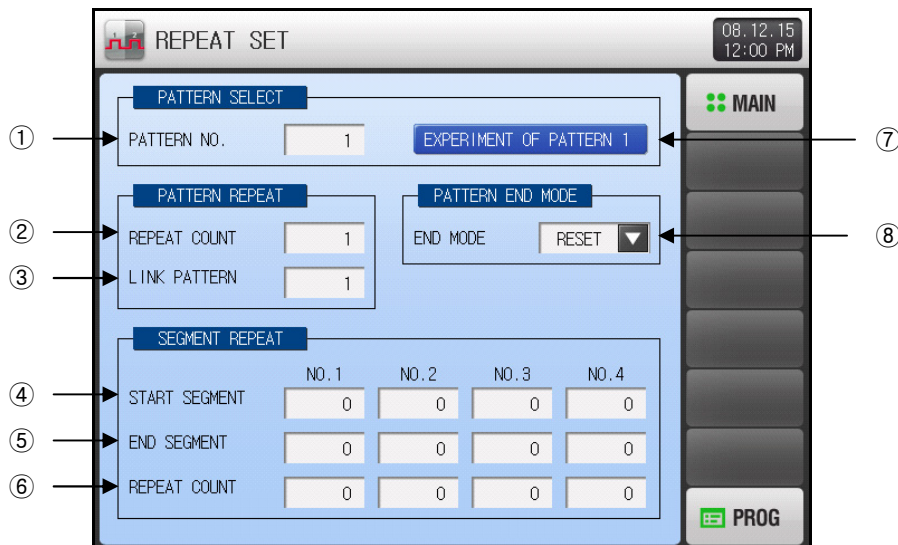 REPEAT SET
08.12.15
12:00 PM
PATTERN SELECT
① PATTERN NO. 1 EXPERIMENT OF PATTERN 1 ⑦
MAIN
PATTERN REPEAT
② REPEAT COUNT 1
③ LINK PATTERN 1
PATTERN END MODE
END MODE RESET ⑧
SEGMENT REPEAT
NO.1 NO.2 NO.3 NO.4
④ START SEGMENT 0 0 0 0
⑤ END SEGMENT 0 0 0 0
⑥ REPEAT COUNT 0 0 0 0
PROG